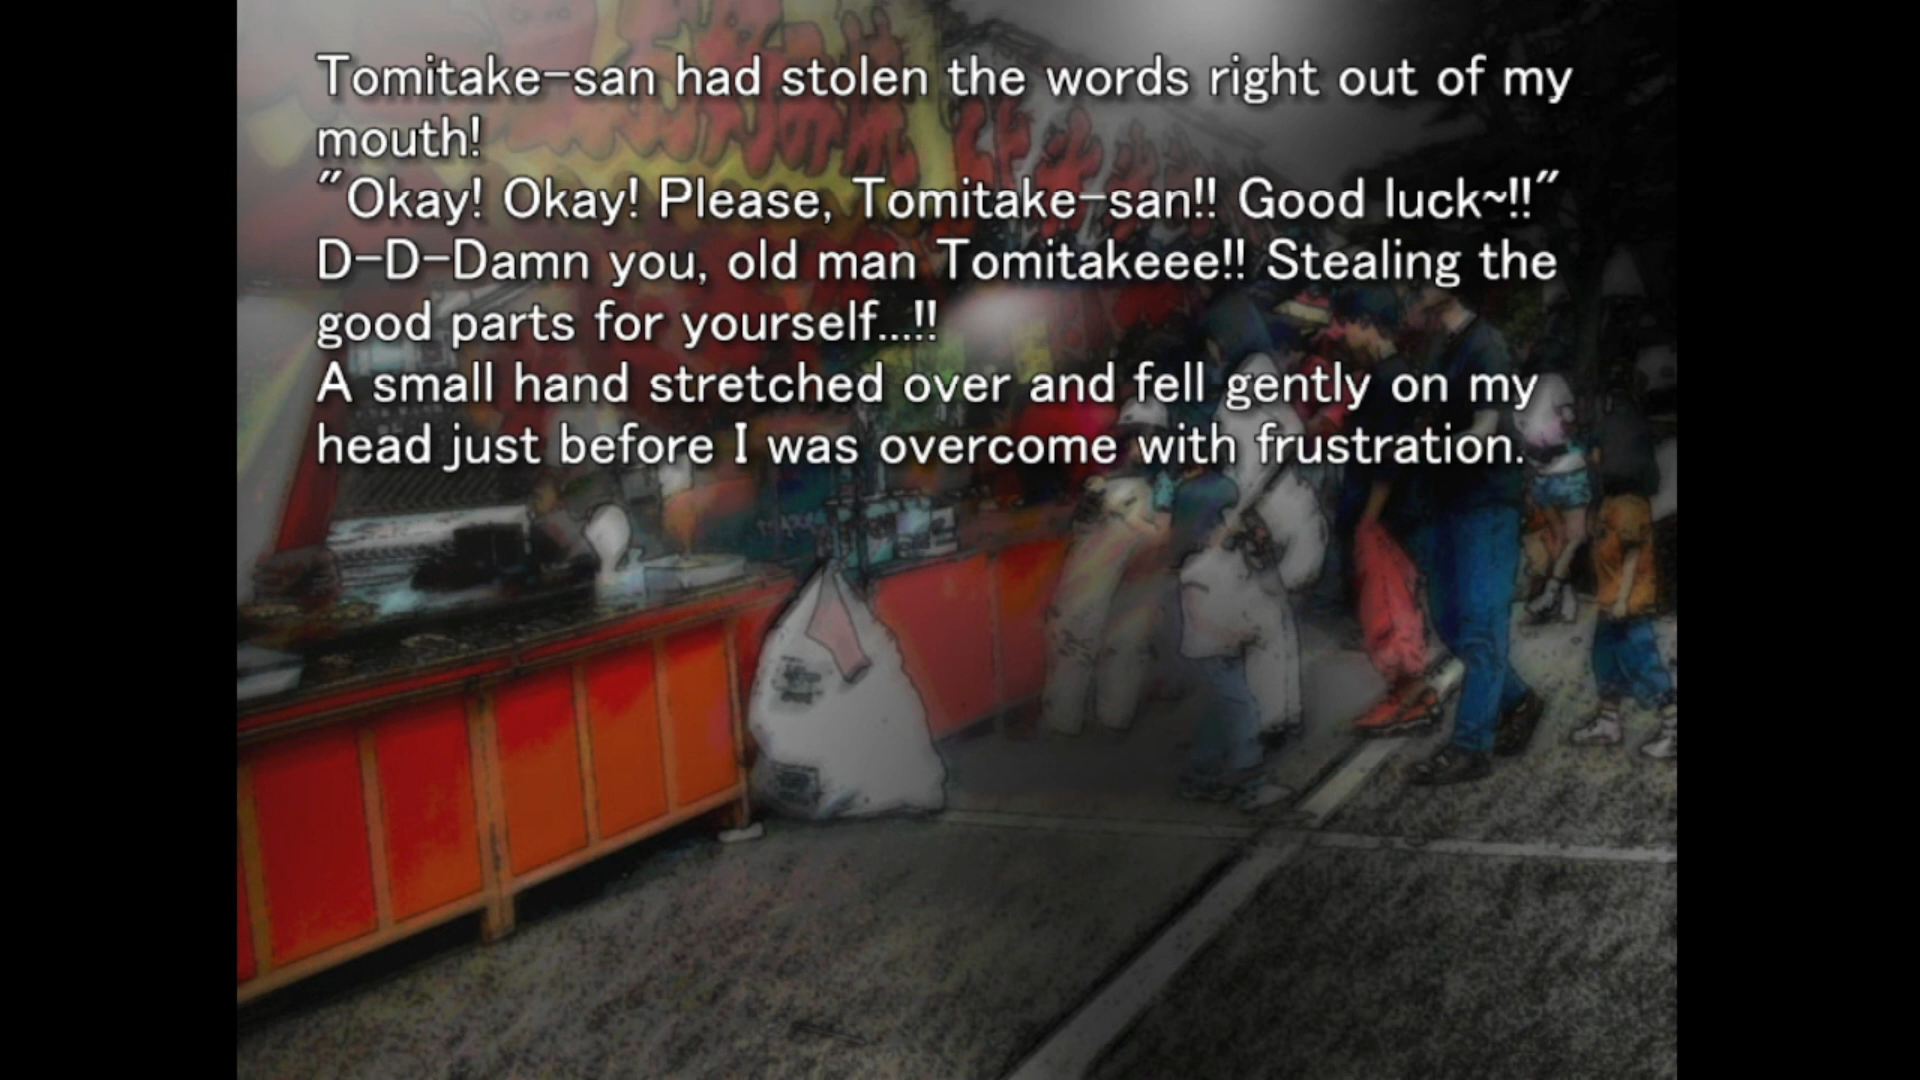 Tomitake-san had stolen the words right out of my
mouth!
"Okay! Okay! Please, Tomitake-san!! Good luck~!!"
D-D-Damn you, old man Tomitakeee!! Stealing the
good parts for yourself...!!
A small hand stretched over and fell gently on my
head just before I was overcome with frustration.